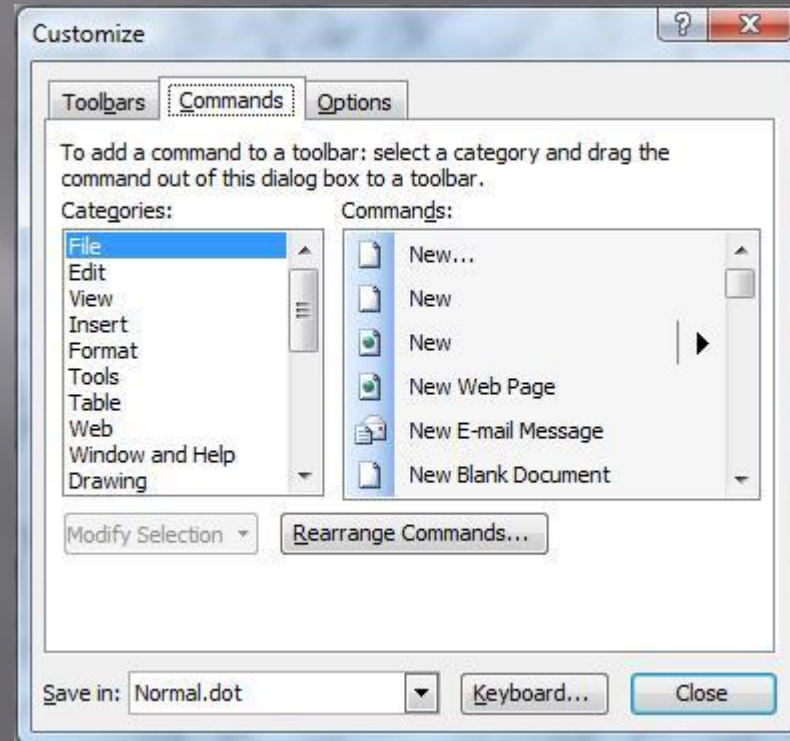 Customize
Toolbars Commands Options
To add a command to a toolbar: select a category and drag the
command out of this dialog box to a toolbar.
Categories:
File
Edit
View
Insert
Format
Tools
Table
Web
Window and Help
Drawing
Commands:
New...
New
New
New Web Page
New E-mail Message
New Blank Document
Modify Selection Rearrange Commands...
Save in: Normal.dot Keyboard... Close